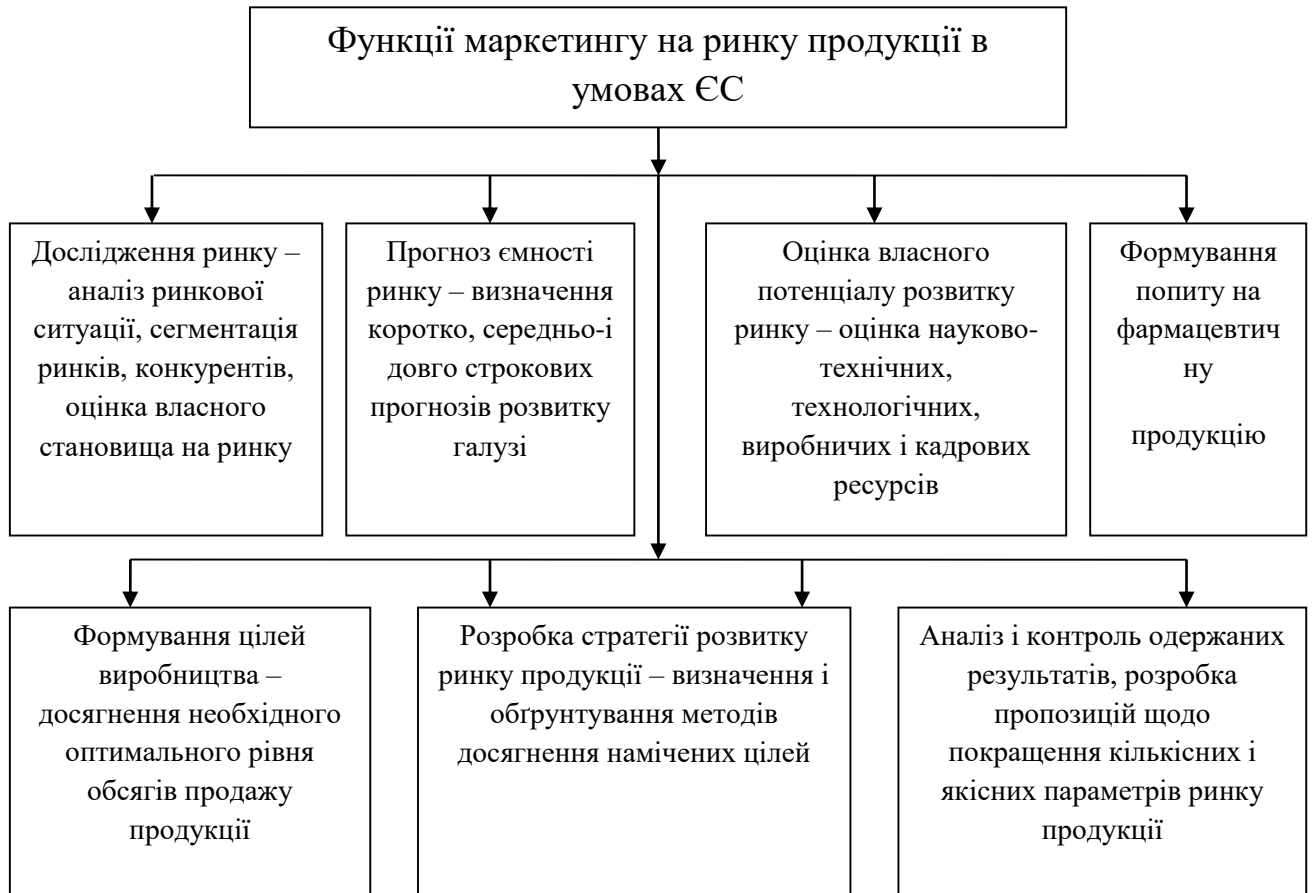 Функції маркетингу на ринку продукції в
умовах ЄС
Дослідження ринку –
аналіз ринкової
ситуації, сегментація
ринків, конкурентів,
оцінка власного
становища на ринку
Прогноз ємності
ринку – визначення
коротко, середньо-і
довго строкових
прогнозів розвитку
галузі
Оцінка власного
потенціалу розвитку
ринку – оцінка науково-
технічних,
технологічних,
виробничих і кадрових
ресурсів
Формування
попиту на
фармацевтич
ну
продукцію
Формування цілей
виробництва –
досягнення необхідного
оптимального рівня
обсягів продажу
продукції
Розробка стратегії розвитку
ринку продукції – визначення і
обґрунтування методів
досягнення намічених цілей
Аналіз і контроль одержаних
результатів, розробка
пропозицій щодо
покращення кількісних і
якісних параметрів ринку
продукції